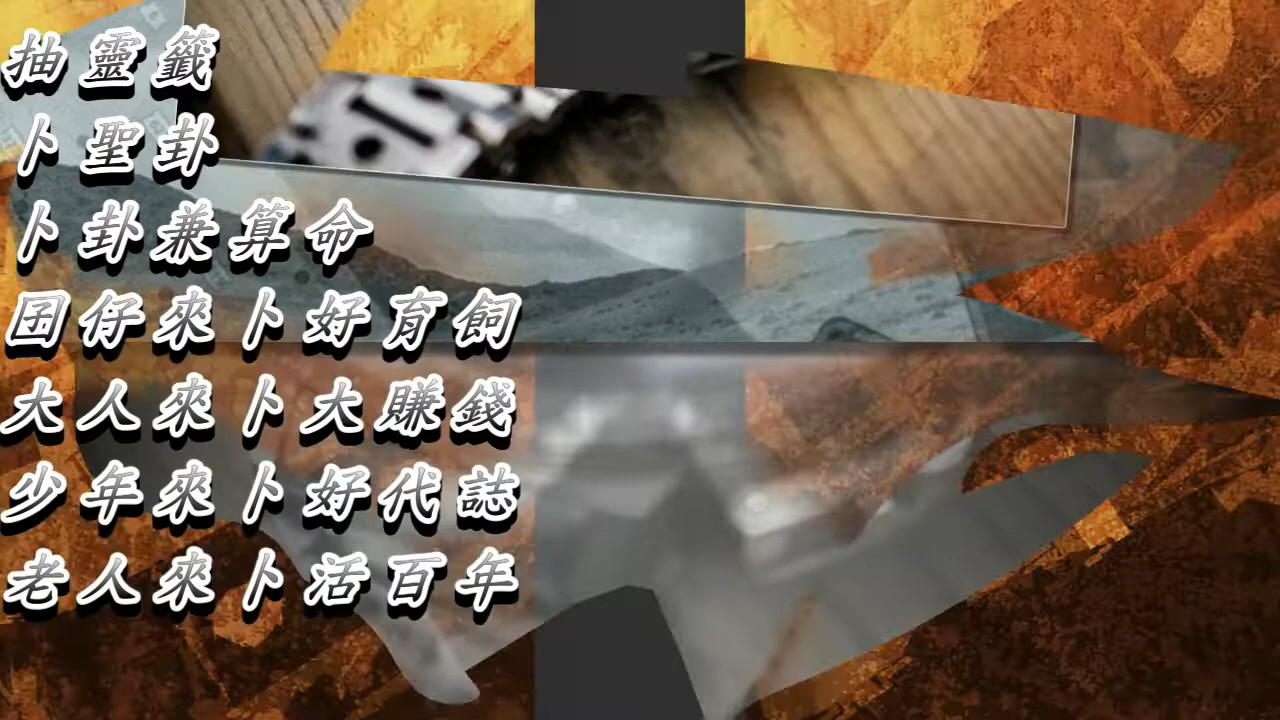 抽靈籤
卜聖卦
卜卦兼算命
囝仔來卜好育飼
大人來卜大賺錢
少年來卜好代誌
老人來卜活百年